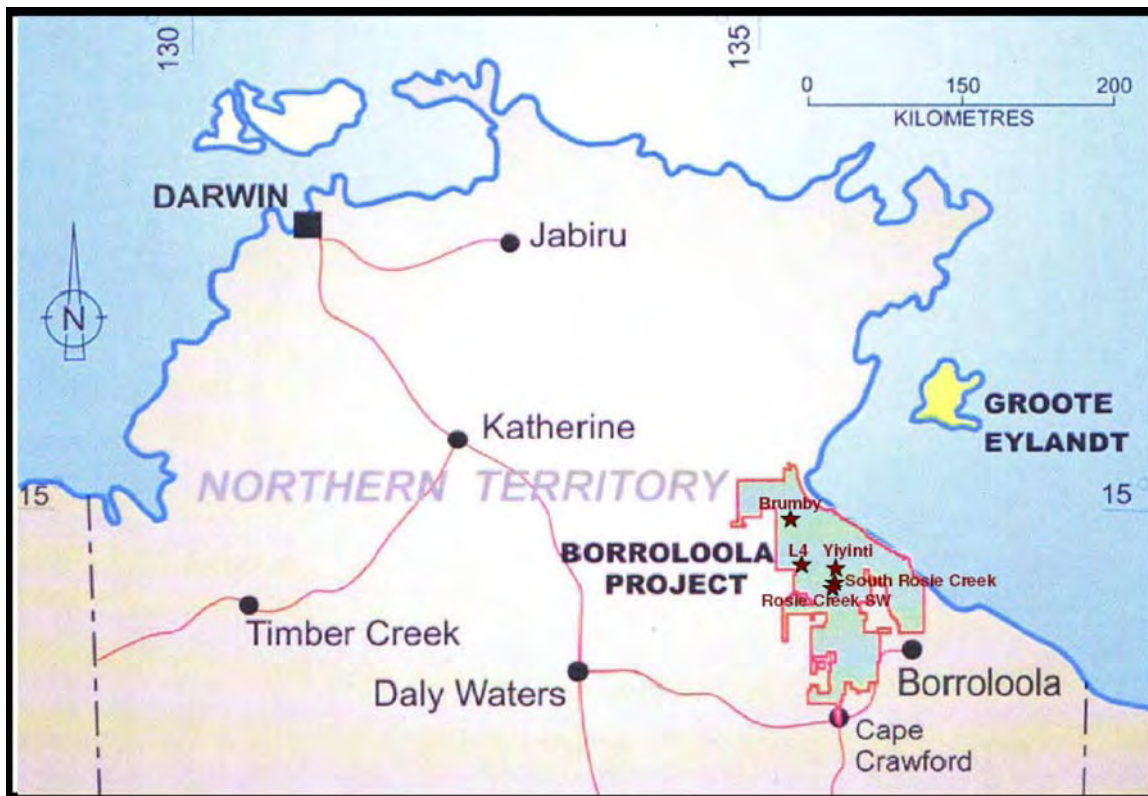 130
135
0 150 200
KILOMETRES
DARWIN
Jabiru
N
GROOTE
EYLANDT
Katherine
NORTHERN TERRITORY
15
15
Brumby
BORROLOOLA
PROJECT
L4
Yiyinti
South Rosie Creek
Rosie Creek SW
Timber Creek
Daly Waters
Borroloola
Cape
Crawford